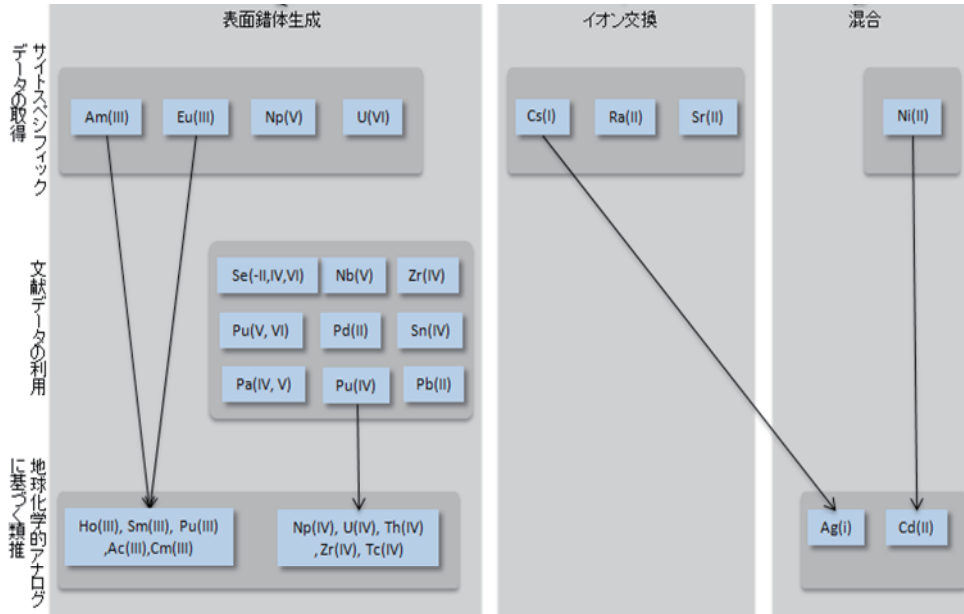 表面錯体生成
イオン交換
混合
サイトスペシフィック
データの取得
Am(III)
Eu(III)
Np(V)
U(VI)
Cs(I)
Ra(II)
Sr(II)
Ni(II)
文献データの利用
Se(-II,IV,VI)
Nb(V)
Zr(IV)
Pu(V, VI)
Pd(II)
Sn(IV)
Pa(IV, V)
Pu(IV)
Pb(II)
地球化学的アナログ
に基づく類推
Ho(III), Sm(III), Pu(III)
,Ac(III),Cm(III)
Np(IV), U(IV), Th(IV)
,Zr(IV), Tc(IV)
Ag(i)
Cd(II)